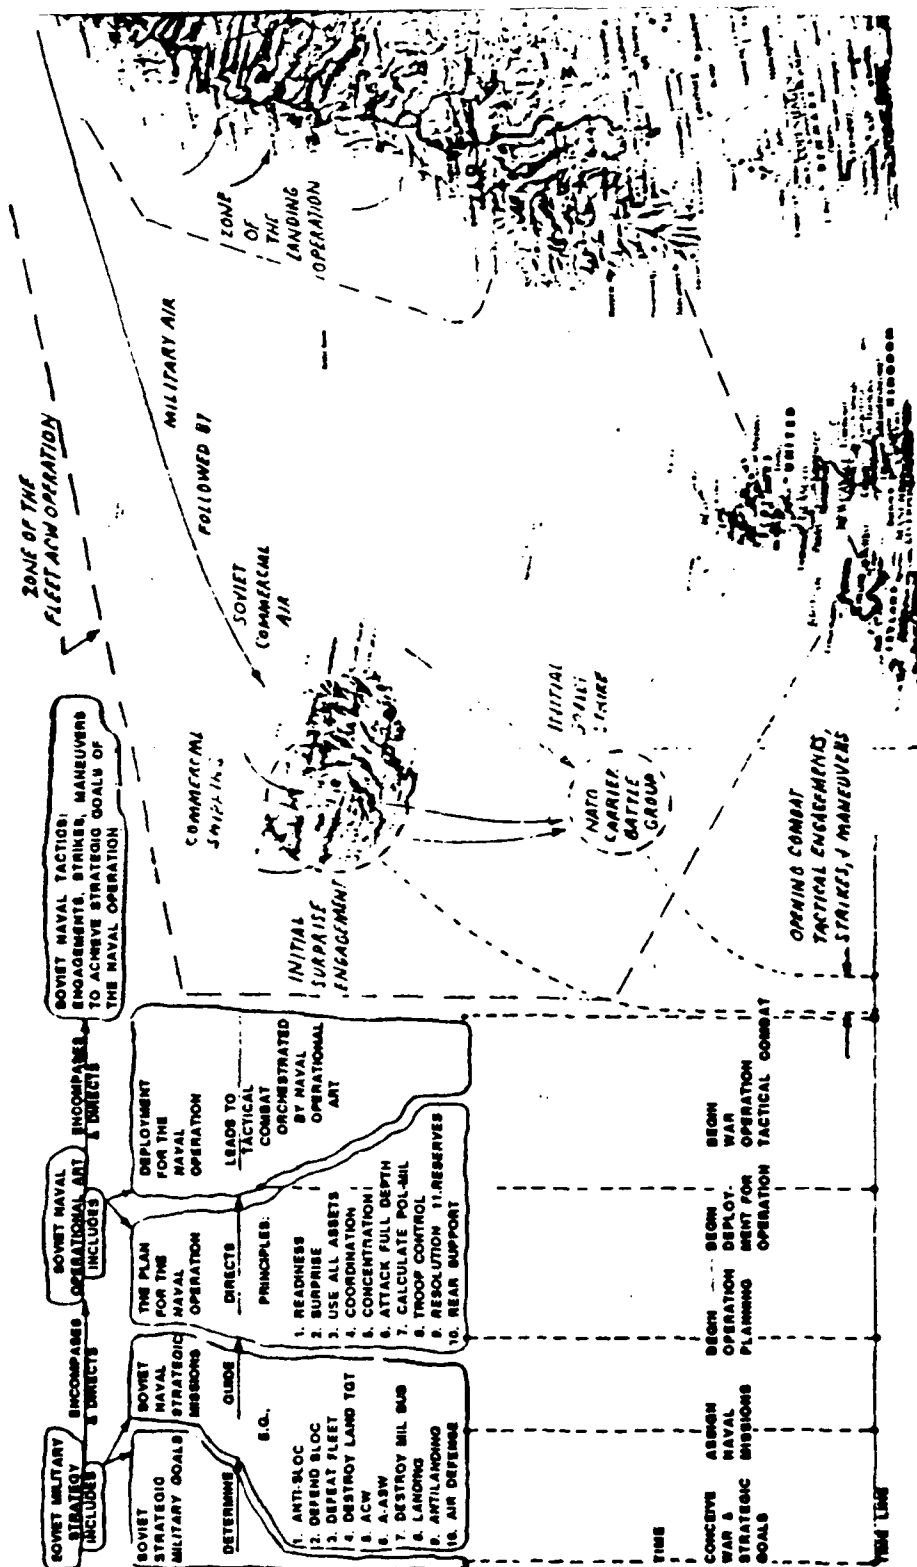 SOVIET MILITARY
STRATEGY
INCLUDES
ENCOMPASES
& DIRECTS
SOVIET NAVAL
OPERATIONAL ART
INCLUDES
ENCOMPASES
& DIRECTS
SOVIET NAVAL TACTICS:
ENGAGEMENTS, STRIKES, MANEUVERS
TO ACHIEVE STRATEGIC GOALS OF
THE NAVAL OPERATION
SOVIET
STRATEGIC
MILITARY GOALS
DETERMINE
SOVIET
NAVAL
STRATEGIC
MISSIONS
GUIDE
E.G.,
1. ANTI-SLOC
2. DEFEND SLOC
3. DEFEAT FLEET
4. DESTROY LAND TGT
5. ACW
6. A-ASW
7. DESTROY MIL SUB
8. LANDING
9. ANTILANDING
10. AIR DEFENSE
THE PLAN
FOR THE
NAVAL
OPERATION
DIRECTS
PRINCIPLES:
1. READINESS
2. SURPRISE
3. USE ALL ASSETS
4. COORDINATION
5. CONCENTRATION
6. ATTACK FULL DEPTH
7. CALCULATE POL-MIL
8. TROOP CONTROL
9. RESOLUTION 11. RESERVES
10. REAR SUPPORT
DEPLOYMENT
FOR THE
NAVAL
OPERATION
LEADS TO
TACTICAL
COMBAT
ORCHESTRATED
BY NAVAL
OPERATIONAL
ART
ZONE OF THE
FLEET ACW OPERATION
MILITARY AIR
FOLLOWED BY
SOVIET
COMMERCIAL
AIR
COMMERCIAL
SHIPPING
ZONE
OF
THE
LANDING
OPERATION
INITIAL
SURPRISE
ENGAGEMENT
INITIAL
STRIKE
NATO
CARRIER
BATTLE
GROUP
UNITED
KINGDOM
OPENING COMBAT
TACTICAL ENGAGEMENTS,
STRIKES, & MANEUVERS
TIME
CONCEIVE
WAR &
STRATEGIC
GOALS
ASSIGN
NAVAL
MISSIONS
BEGIN
OPERATION
PLANNING
BEGIN
DEPLOY-
MENT FOR
OPERATION
BEGIN
WAR
OPERATION
TACTICAL COMBAT
TIME LINE